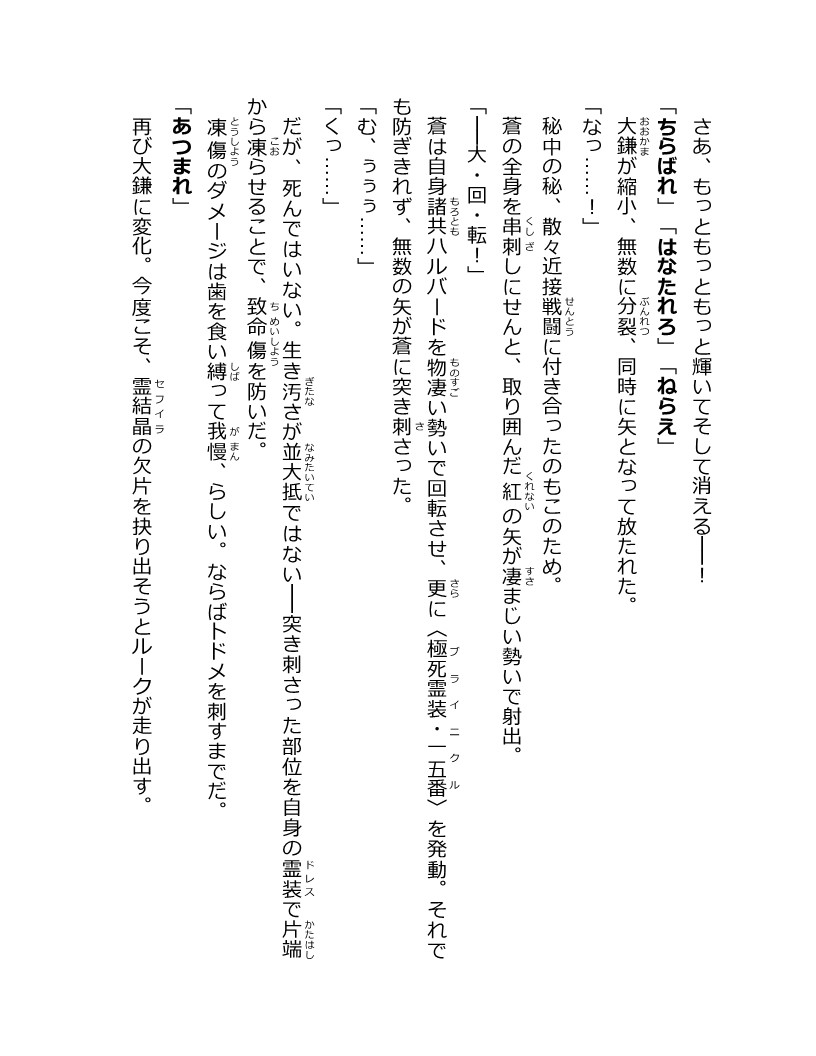 さあ、もっともっともっと輝いてそして消える――！
「ちらばれ」「はなたれろ」「ねらえ」
大鎌が縮小、無数に分裂、同時に矢となって放たれた。
「なっ……！」
秘中の秘、散々近接戦闘に付き合ったのもこのため。
蒼の全身を串刺しにせんと、取り囲んだ紅の矢が凄まじい勢いで射出。
「――大・回・転！」
蒼は自身諸共ハルバードを物凄い勢いで回転させ、更に〈極死霊装・一五番〉を発動。それで
も防ぎきれず、無数の矢が蒼に突き刺さった。
「む、ぅぅぅ……」
「くっ……」
だが、死んではいない。生き汚さが並大抵ではない――突き刺さった部位を自身の霊装で片端
から凍らせることで、致命傷を防いだ。
凍傷のダメージは歯を食い縛って我慢、らしい。ならばトドメを刺すまでだ。
「あつまれ」
再び大鎌に変化。今度こそ、霊結晶の欠片を抉り出そうとルークが走り出す。